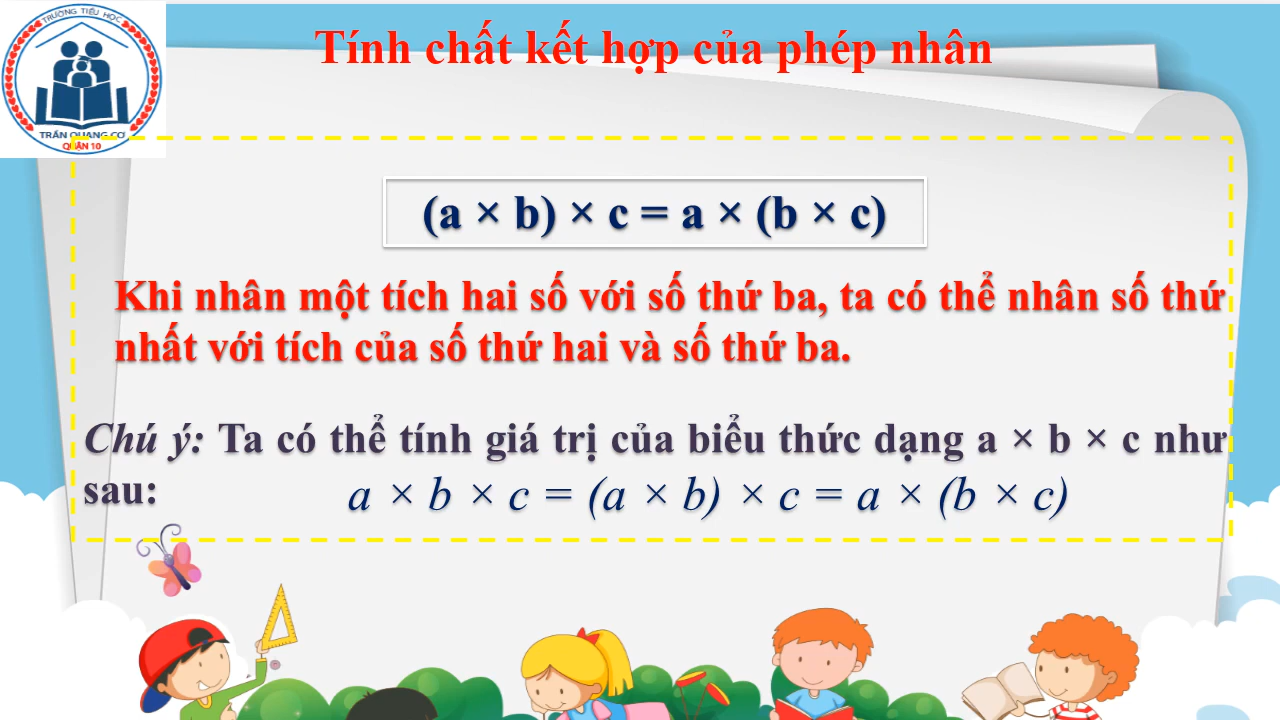 TRƯỜNG TIỂU HỌC
TRẦN QUANG CƠ
QUẬN 10
Tính chất kết hợp của phép nhân
(a × b) × c = a × (b × c)
Khi nhân một tích hai số với số thứ ba, ta có thể nhân số thứ
nhất với tích của số thứ hai và số thứ ba.
Chú ý: Ta có thể tính giá trị của biểu thức dạng a × b × c như
sau: a × b × c = (a × b) × c = a × (b × c)